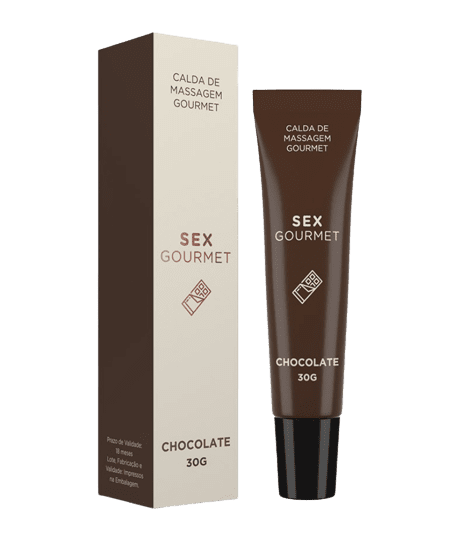 CALDA DE
MASSAGEM
GOURMET
SEX
GOURMET
CHOCOLATE
30G
Prazo de Validade:
18 meses
Lote, Fabricação e
Validade: Impressos
na Embalagem.
CALDA DE
MASSAGEM
GOURMET
SEX
GOURMET
CHOCOLATE
30G